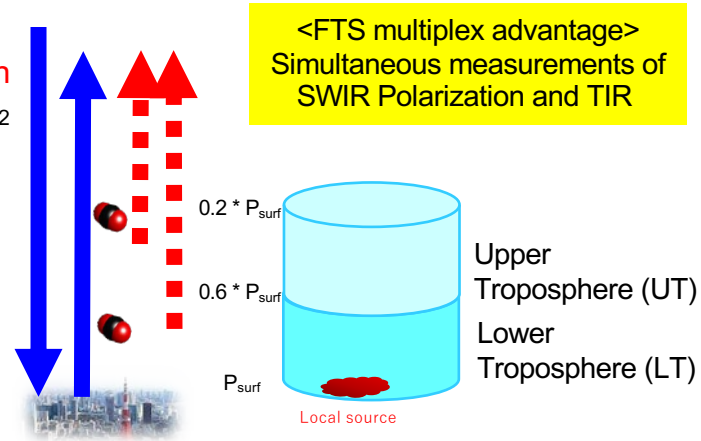 <FTS multiplex advantage>
Simultaneous measurements of
SWIR Polarization and TIR
n
2
0.2 * Psurf
0.6 * Psurf
Upper
Troposphere (UT)
Lower
Troposphere (LT)
Psurf
Local source